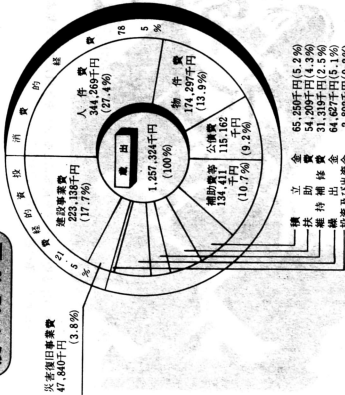 災害復旧事業費
47,840千円
(3.8%)
投資的経費
21.5%
消費的経費
78.5%
建設事業費
223,138千円
(17.7%)
人件費
344,269千円
(27.4%)
物件費
174,297千円
(13.9%)
公債費
115,162
千円
(9.2%)
補助費等
134,411
千円
(10.7%)
歳出
1,257,324千円
(100%)
積立金 65,250千円(5.2%)
扶助費 54,209千円(4.3%)
維持補修費 31,319千円(2.5%)
繰出金 64,627千円(5.1%)